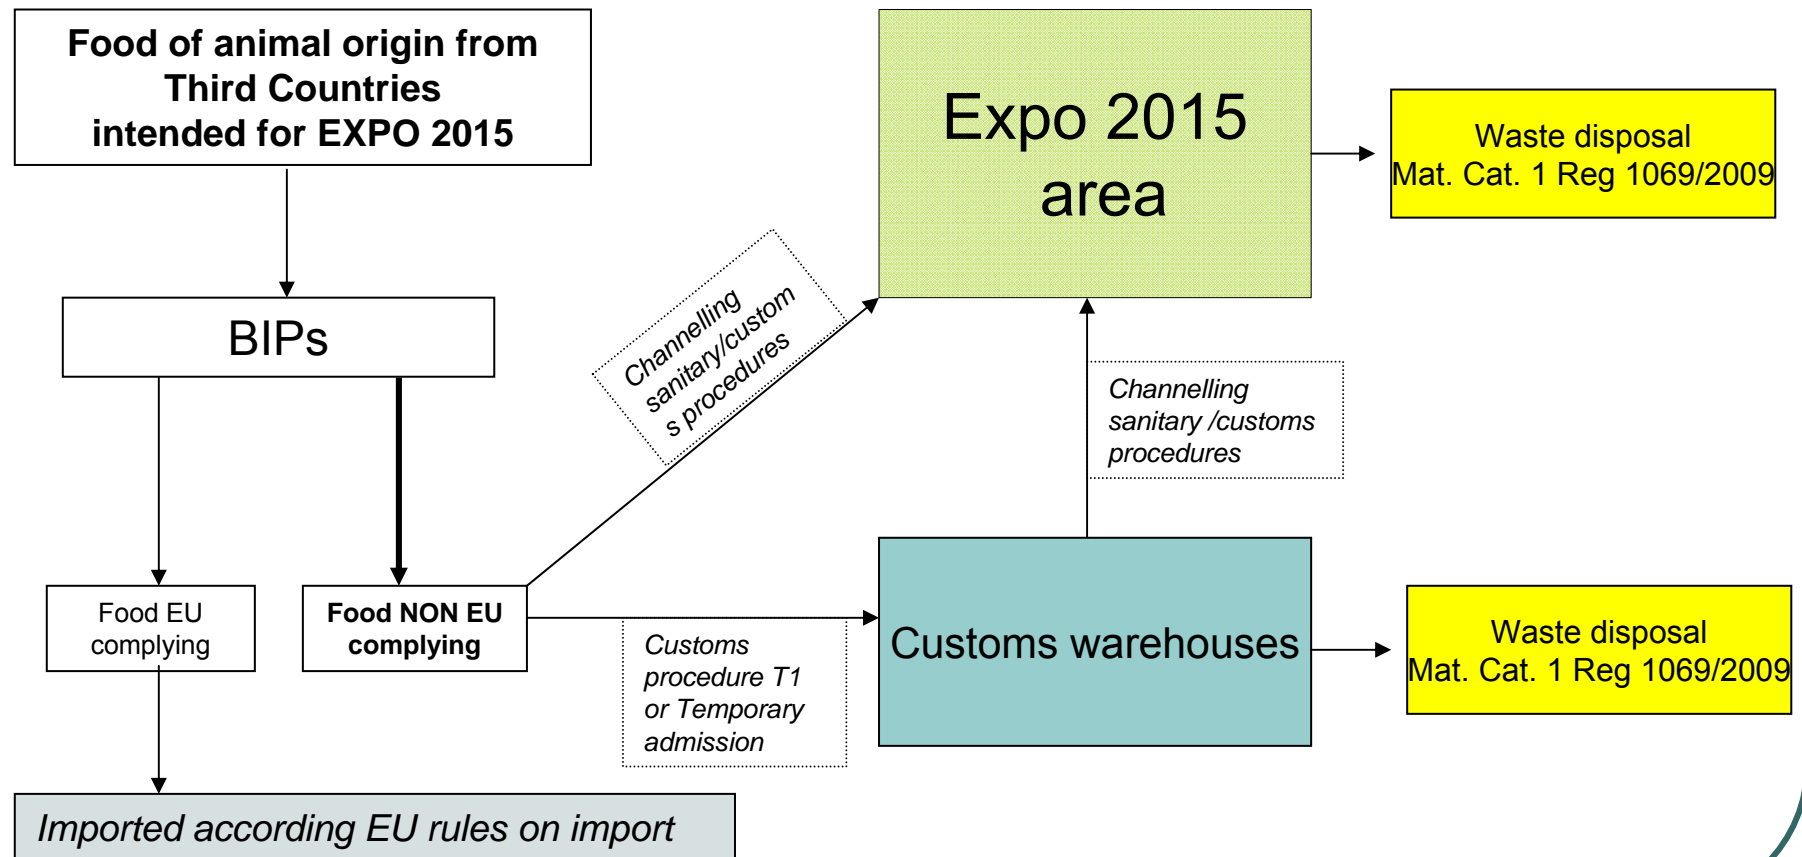 Food of animal origin from
Third Countries
intended for EXPO 2015
Expo 2015
area
Waste disposal
Mat. Cat. 1 Reg 1069/2009
BIPs
Channelling
sanitary/custom
s procedures
Channelling
sanitary /customs
procedures
Food EU
complying
Food NON EU
complying
Customs
procedure T1
or Temporary
admission
Customs warehouses
Waste disposal
Mat. Cat. 1 Reg 1069/2009
Imported according EU rules on import